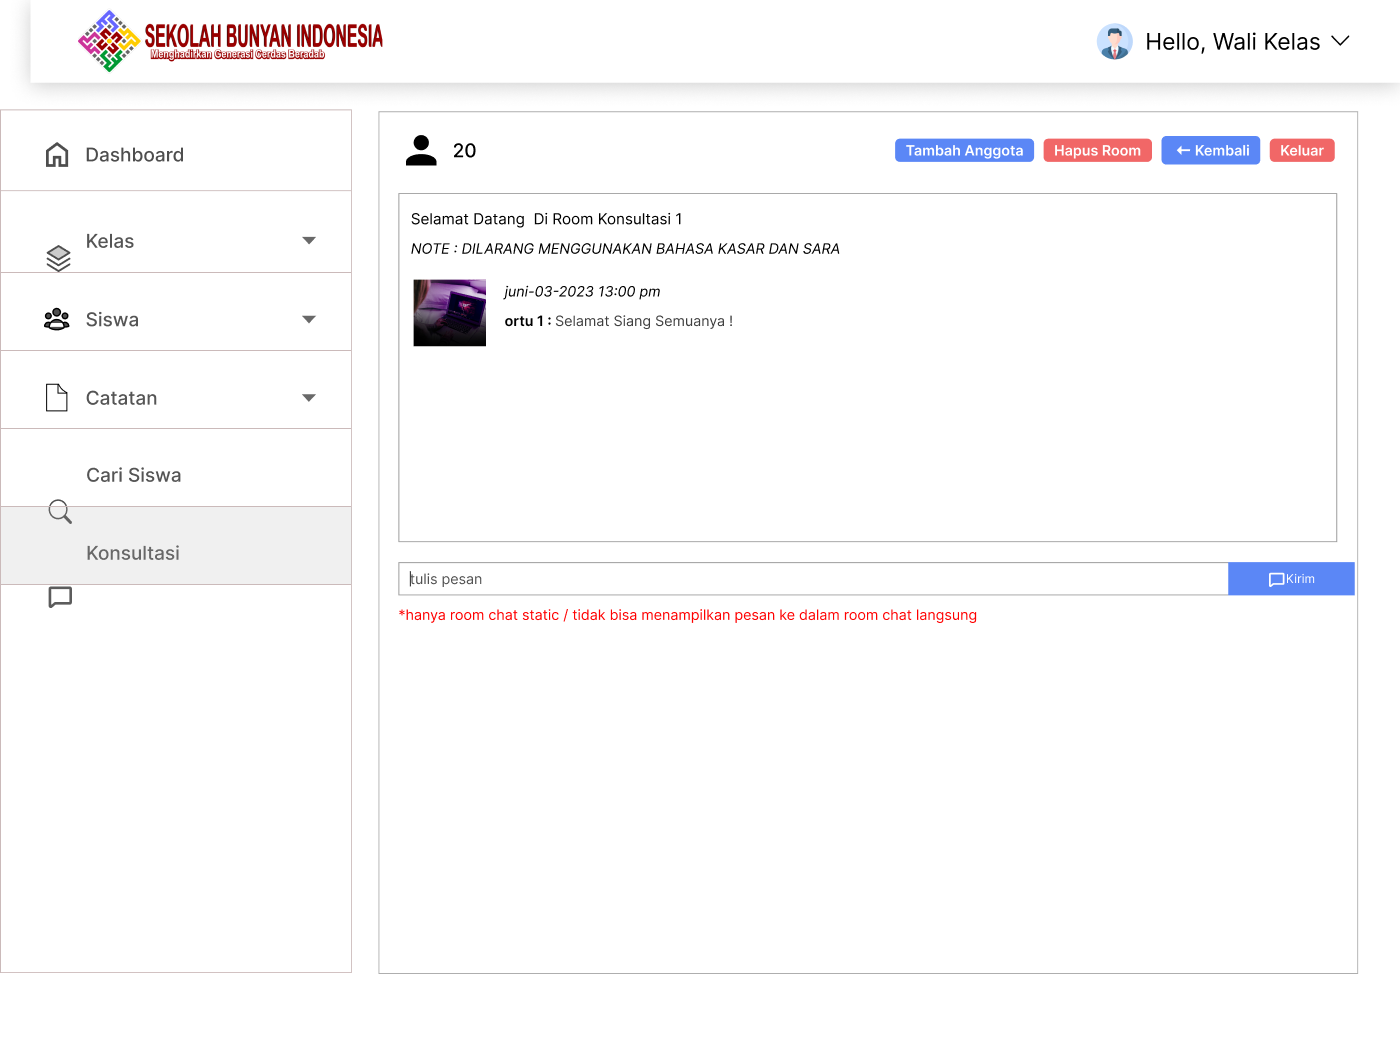 SEKOLAH BUNYAN INDONESIA
Menghadirkan Generasi Cerdas Beradab
Hello, Wali Kelas
Dashboard
Kelas
Siswa
Catatan
Cari Siswa
Konsultasi
20
Tambah Anggota
Hapus Room
← Kembali
Keluar
Selamat Datang  Di Room Konsultasi 1
NOTE : DILARANG MENGGUNAKAN BAHASA KASAR DAN SARA
juni-03-2023 13:00 pm
ortu 1 : Selamat Siang Semuanya !
tulis pesan
Kirim
*hanya room chat static / tidak bisa menampilkan pesan ke dalam room chat langsung